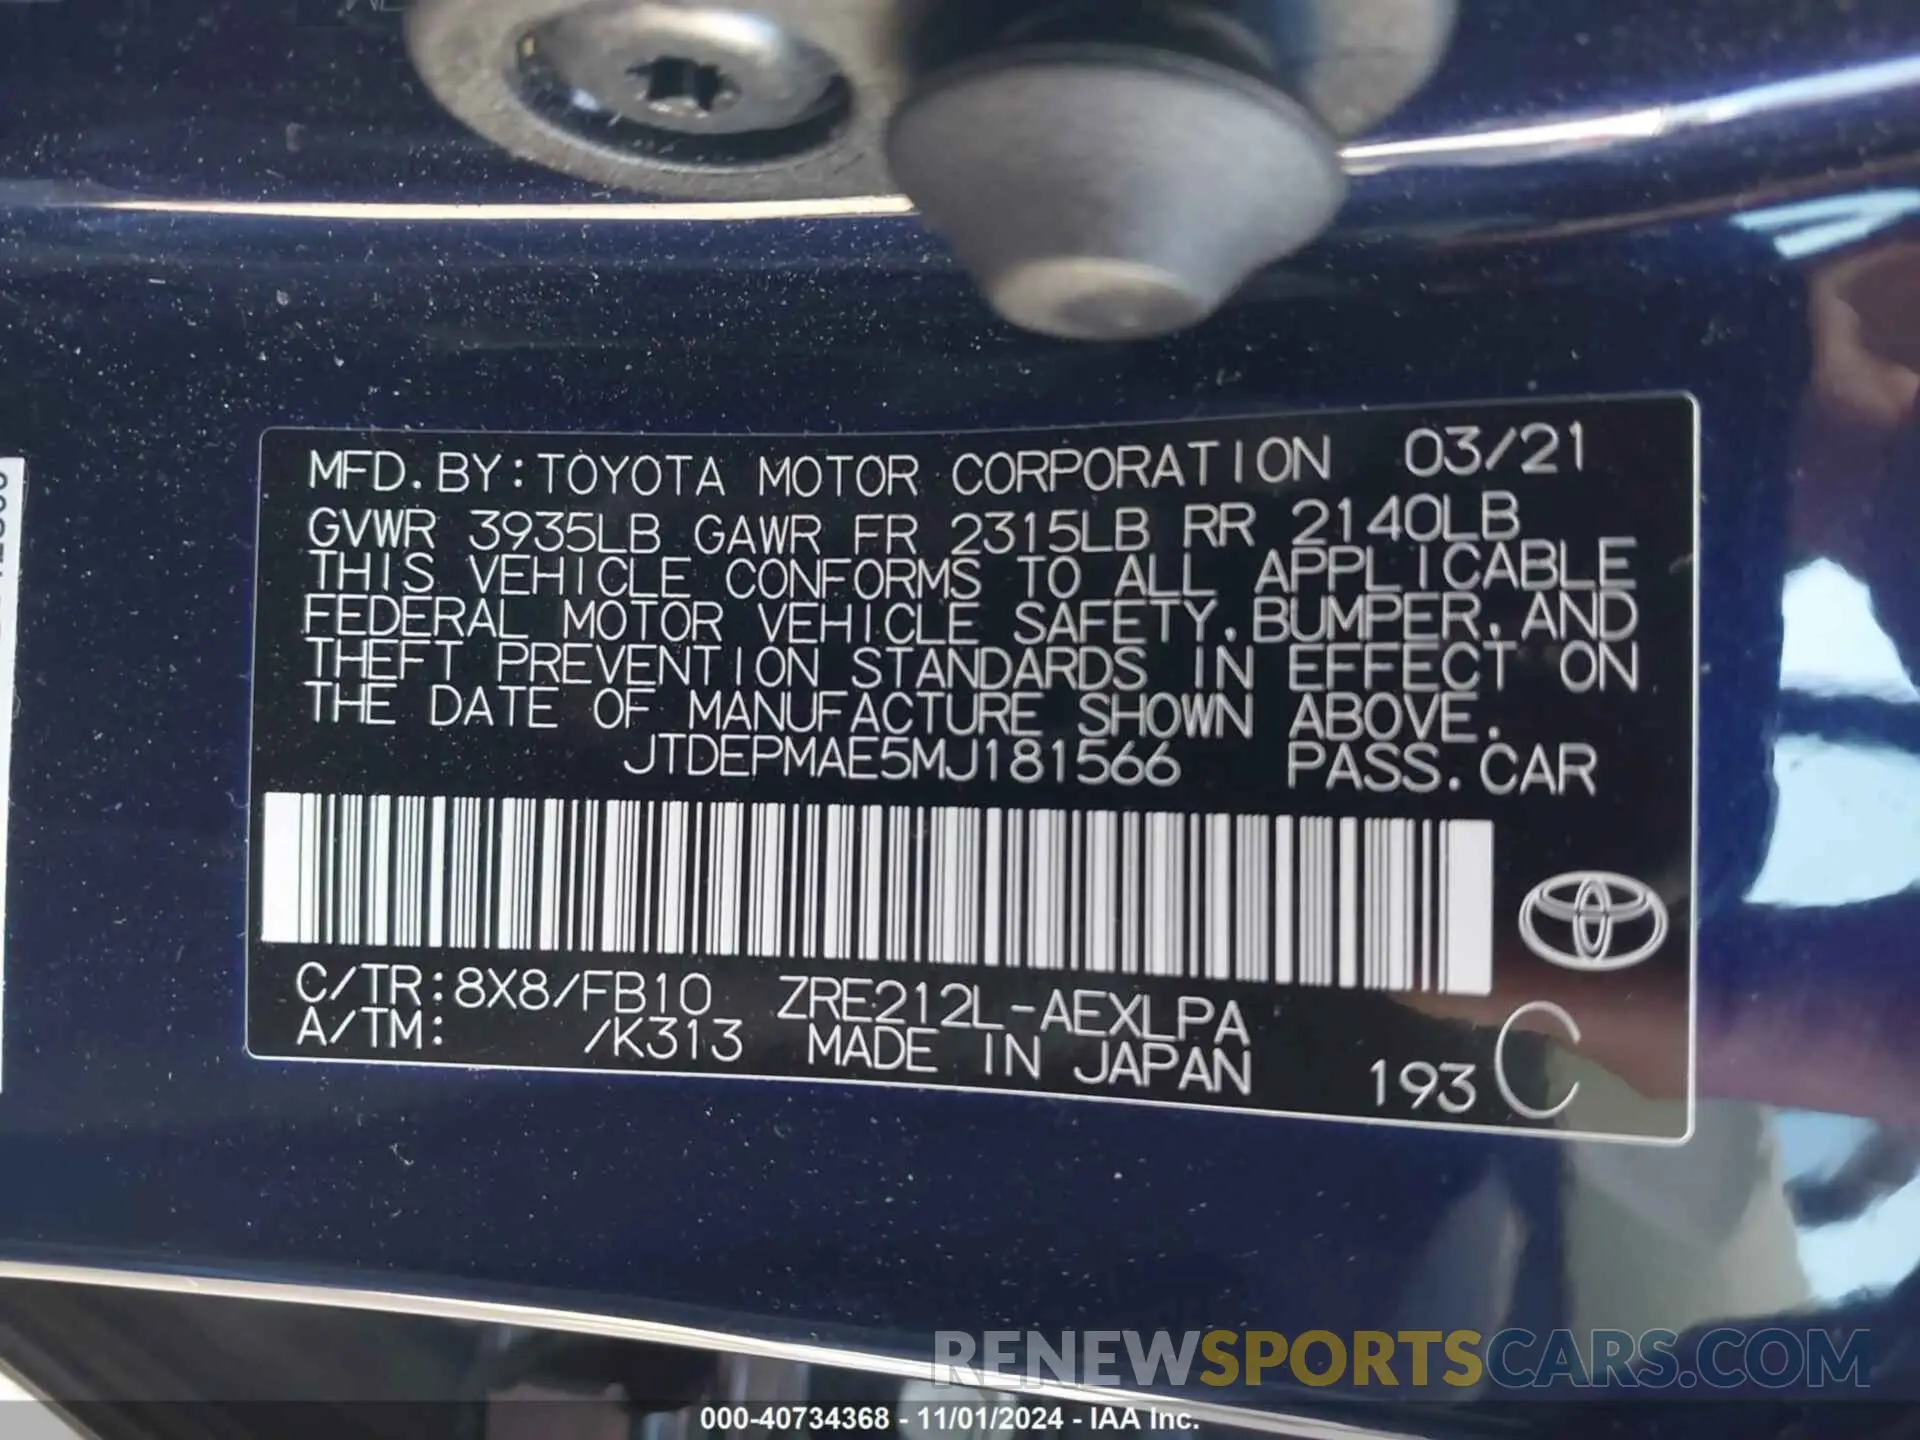 MFD.BY:TOYOTA MOTOR CORPORATION 03/21
GVWR 3935LB GAWR FR 2315LB RR 2140LB
THIS VEHICLE CONFORMS TO ALL APPLICABLE
FEDERAL MOTOR VEHICLE SAFETY, BUMPER, AND
THEFT PREVENTION STANDARDS IN EFFECT ON
THE DATE OF MANUFACTURE SHOWN ABOVE.
JTDEPMAE5MJ181566 PASS.CAR
C/TR:8X8/FB10 ZRE212L-AEXLPA
A/TM: /K313 MADE IN JAPAN
193 C
RENEWSPORTSCARS.COM
000-40734368 - 11/01/2024 - IAA Inc.